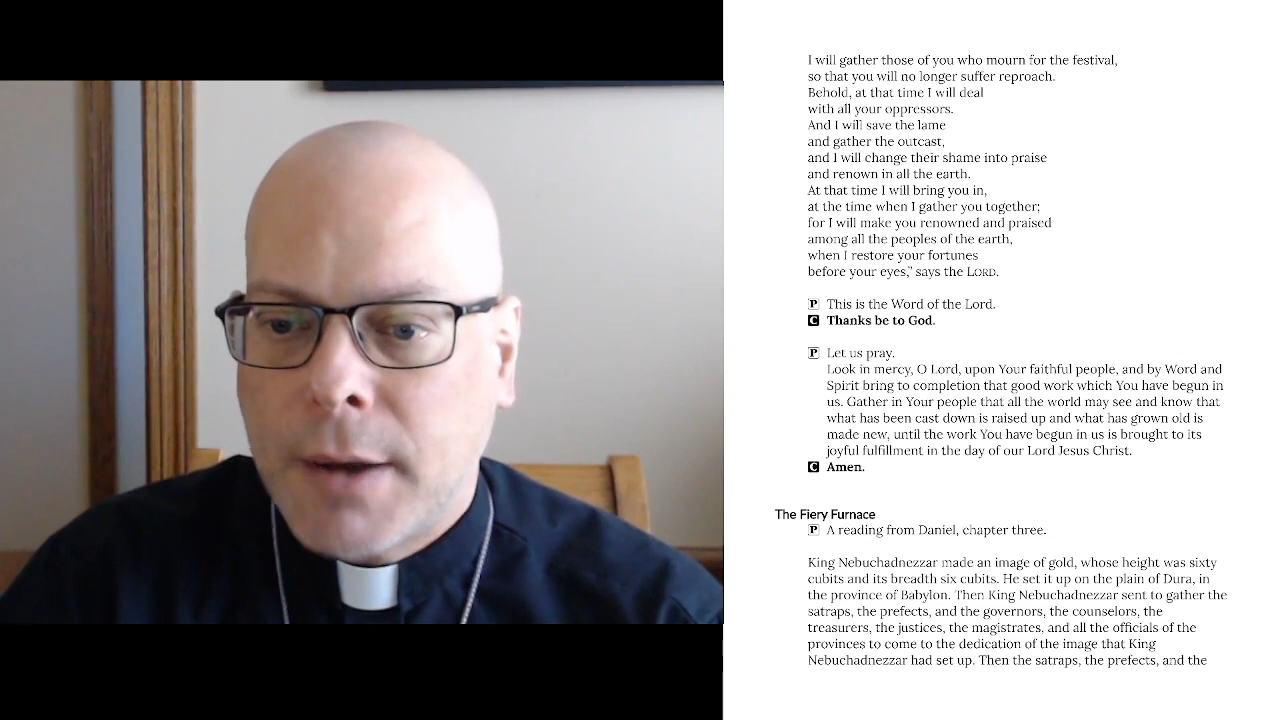 I will gather those of you who mourn for the festival,
so that you will no longer suffer reproach.
Behold, at that time I will deal
with all your oppressors.
And I will save the lame
and gather the outcast,
and I will change their shame into praise
and renown in all the earth.
At that time I will bring you in,
at the time when I gather you together;
for I will make you renowned and praised
among all the peoples of the earth,
when I restore your fortunes
before your eyes,” says the LORD.
P This is the Word of the Lord.
C Thanks be to God.
P Let us pray.
Look in mercy, O Lord, upon Your faithful people, and by Word and
Spirit bring to completion that good work which You have begun in
us. Gather in Your people that all the world may see and know that
what has been cast down is raised up and what has grown old is
made new, until the work You have begun in us is brought to its
joyful fulfillment in the day of our Lord Jesus Christ.
C Amen.
The Fiery Furnace
P A reading from Daniel, chapter three.
King Nebuchadnezzar made an image of gold, whose height was sixty
cubits and its breadth six cubits. He set it up on the plain of Dura, in
the province of Babylon. Then King Nebuchadnezzar sent to gather the
satraps, the prefects, and the governors, the counselors, the
treasurers, the justices, the magistrates, and all the officials of the
provinces to come to the dedication of the image that King
Nebuchadnezzar had set up. Then the satraps, the prefects, and the